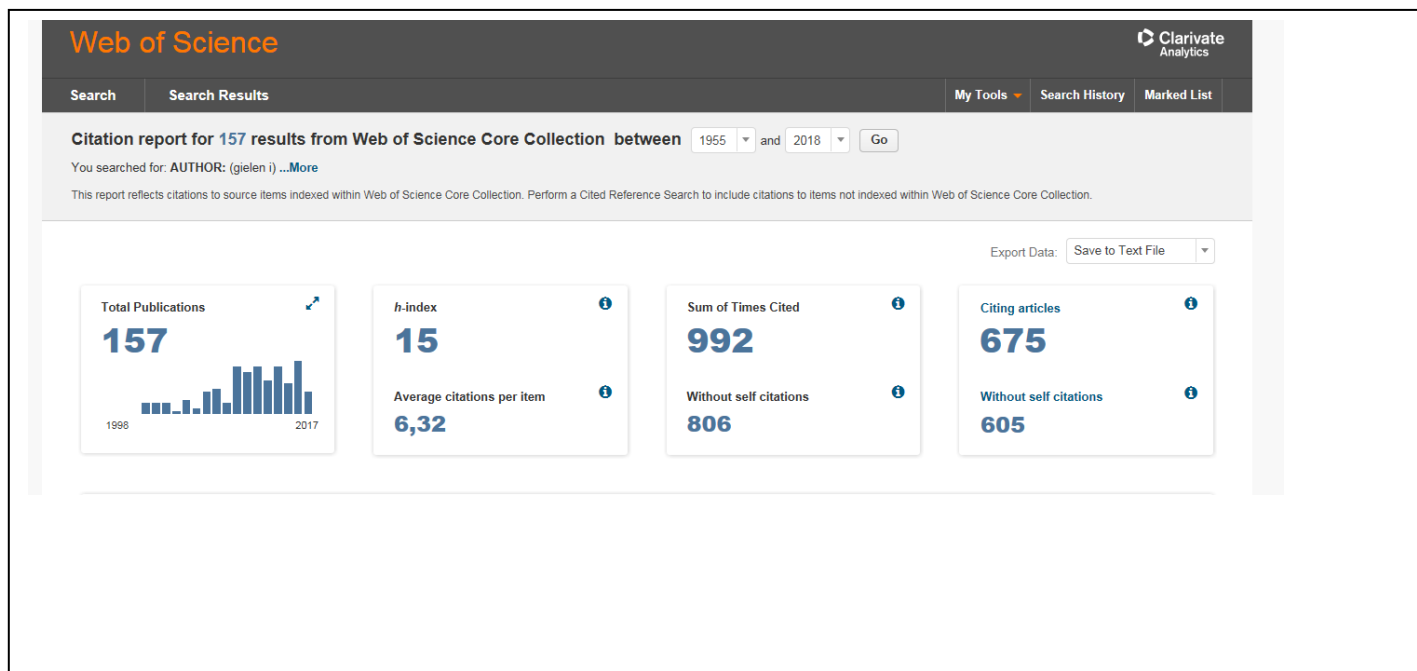 Web of Science
Clarivate
Analytics
Search Search Results My Tools Search History Marked List
Citation report for 157 results from Web of Science Core Collection between 1955 and 2018 Go
You searched for: AUTHOR: (gielen i) ...More
This report reflects citations to source items indexed within Web of Science Core Collection. Perform a Cited Reference Search to include citations to items not indexed within Web of Science Core Collection.
Export Data: Save to Text File
Total Publications
157
1998 2017
h-index
15
Average citations per item
6,32
Sum of Times Cited
992
Without self citations
806
Citing articles
675
Without self citations
605